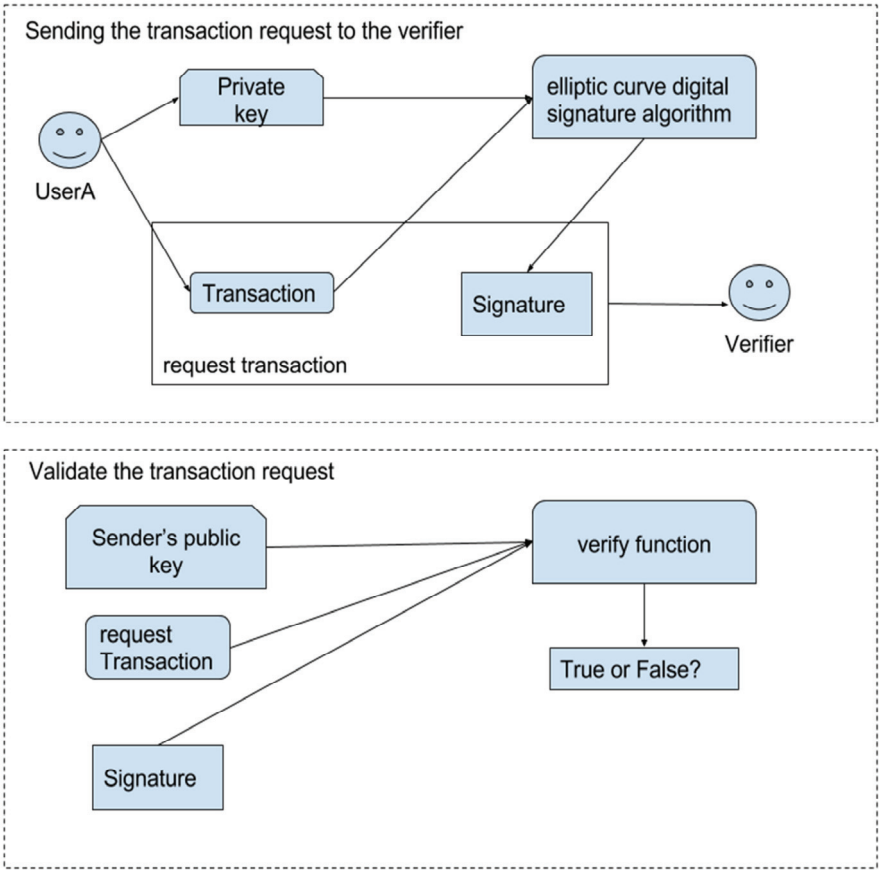 Sending the transaction request to the verifier
Private
key
elliptic curve digital
signature algorithm
UserA
Transaction
Signature
request transaction
Verifier
Validate the transaction request
Sender's public
key
verify function
request
Transaction
True or False?
Signature